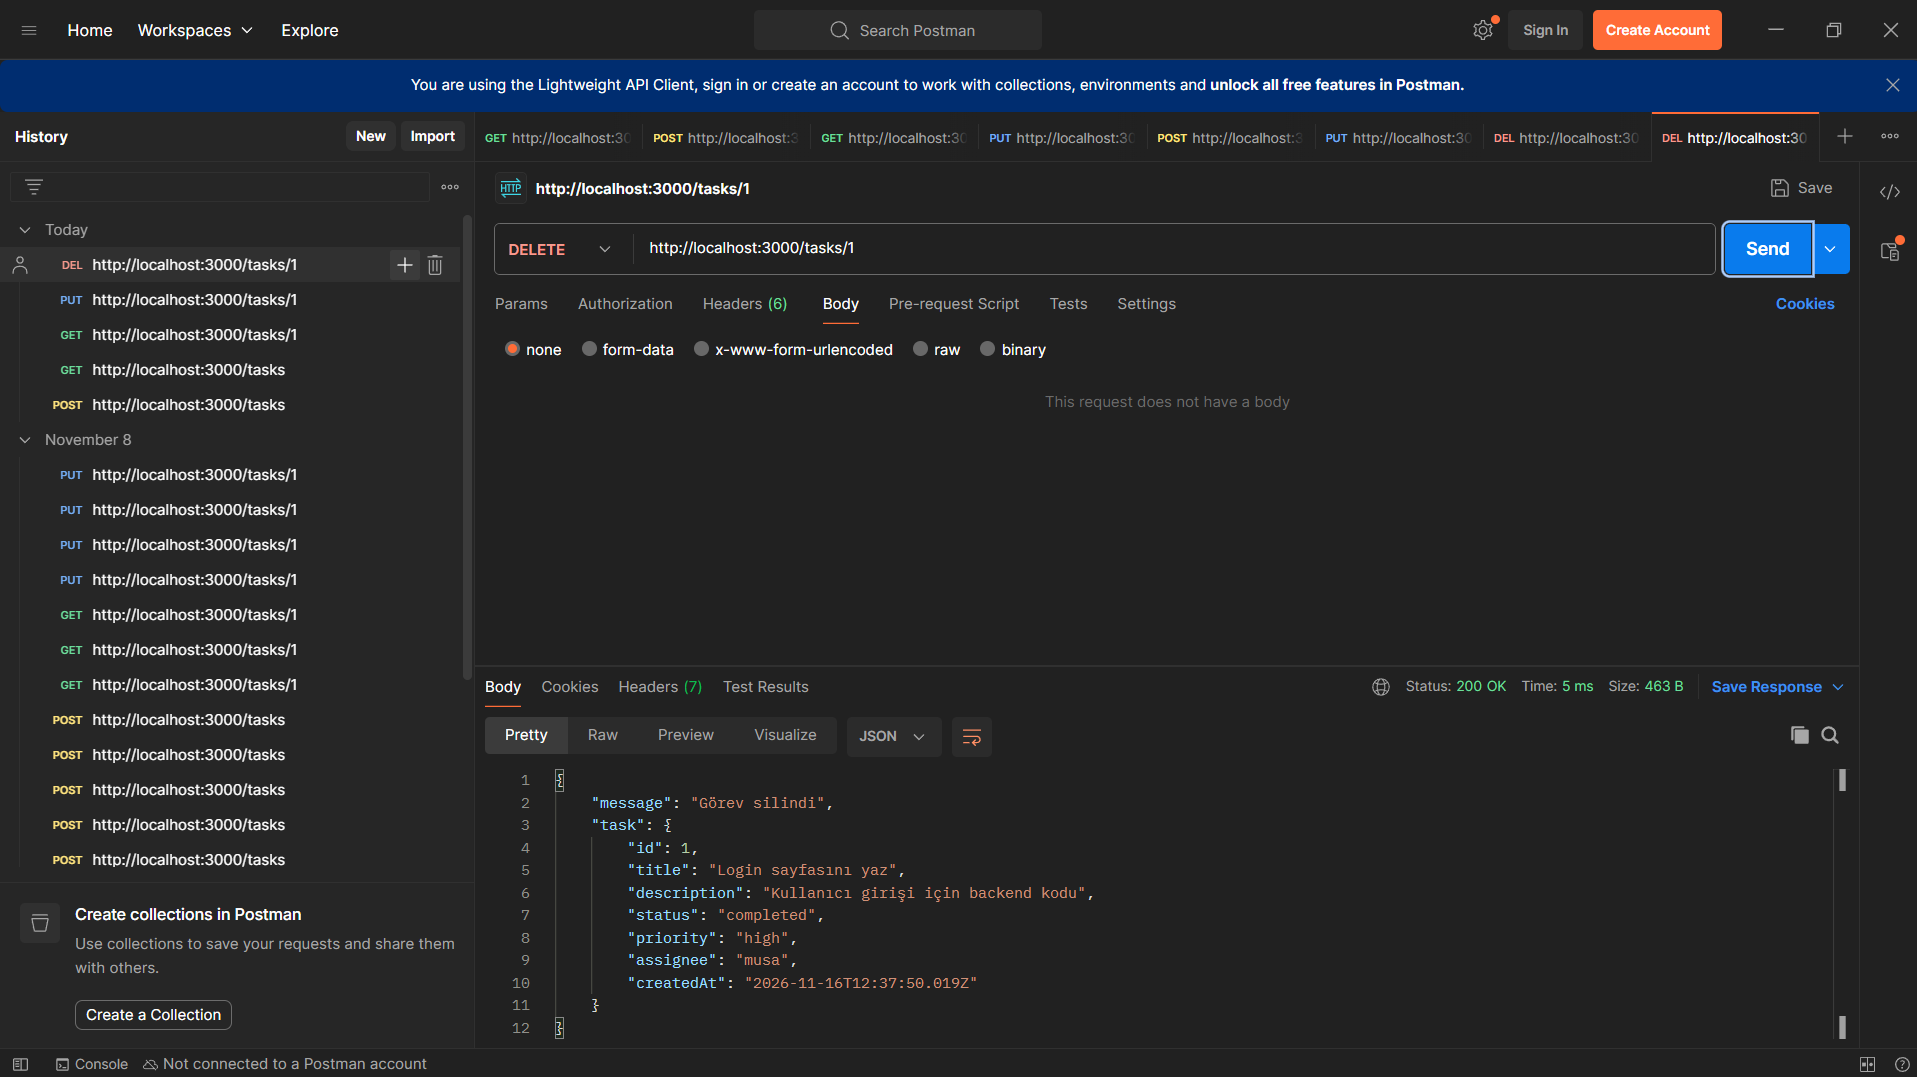 Home Workspaces Explore Search Postman Sign In Create Account
You are using the Lightweight API Client, sign in or create an account to work with collections, environments and unlock all free features in Postman.
History New Import
GET http://localhost:30 POST http://localhost:3 GET http://localhost:30 PUT http://localhost:30 POST http://localhost:3 PUT http://localhost:30 DEL http://localhost:30 DEL http://localhost:30
HTTP http://localhost:3000/tasks/1 Save
DELETE http://localhost:3000/tasks/1 Send
Params Authorization Headers (6) Body Pre-request Script Tests Settings Cookies
none form-data x-www-form-urlencoded raw binary
This request does not have a body
Today
DEL http://localhost:3000/tasks/1
PUT http://localhost:3000/tasks/1
GET http://localhost:3000/tasks/1
GET http://localhost:3000/tasks
POST http://localhost:3000/tasks
November 8
PUT http://localhost:3000/tasks/1
PUT http://localhost:3000/tasks/1
PUT http://localhost:3000/tasks/1
PUT http://localhost:3000/tasks/1
GET http://localhost:3000/tasks/1
GET http://localhost:3000/tasks/1
GET http://localhost:3000/tasks/1
POST http://localhost:3000/tasks
POST http://localhost:3000/tasks
POST http://localhost:3000/tasks
POST http://localhost:3000/tasks
POST http://localhost:3000/tasks
Create collections in Postman
Use collections to save your requests and share them
with others.
Create a Collection
Body Cookies Headers (7) Test Results Status: 200 OK Time: 5 ms Size: 463 B Save Response
Pretty Raw Preview Visualize JSON
1 {
2 "message": "Görev silindi",
3 "task": {
4 "id": 1,
5 "title": "Login sayfasını yaz",
6 "description": "Kullanıcı girişi için backend kodu",
7 "status": "completed",
8 "priority": "high",
9 "assignee": "musa",
10 "createdAt": "2026-11-16T12:37:50.019Z"
11 }
12 }
Console Not connected to a Postman account